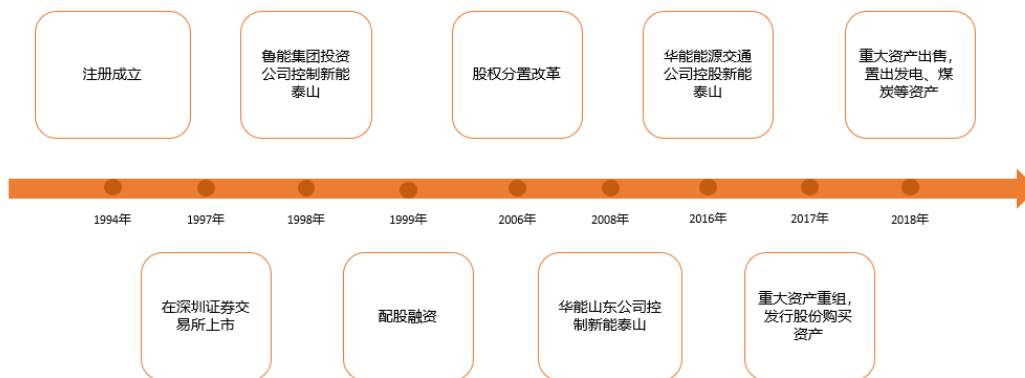 注册成立
鲁能集团投资
公司控制新能
泰山
股权分置改革
华能能源交通
公司控股新能
泰山
重大资产出售，
置出发电、煤
炭等资产
1994年
1997年
1998年
1999年
2006年
2008年
2016年
2017年
2018年
在深圳证券交
易所上市
配股融资
华能山东公司控
制新能泰山
重大资产重组，
发行股份购买
资产